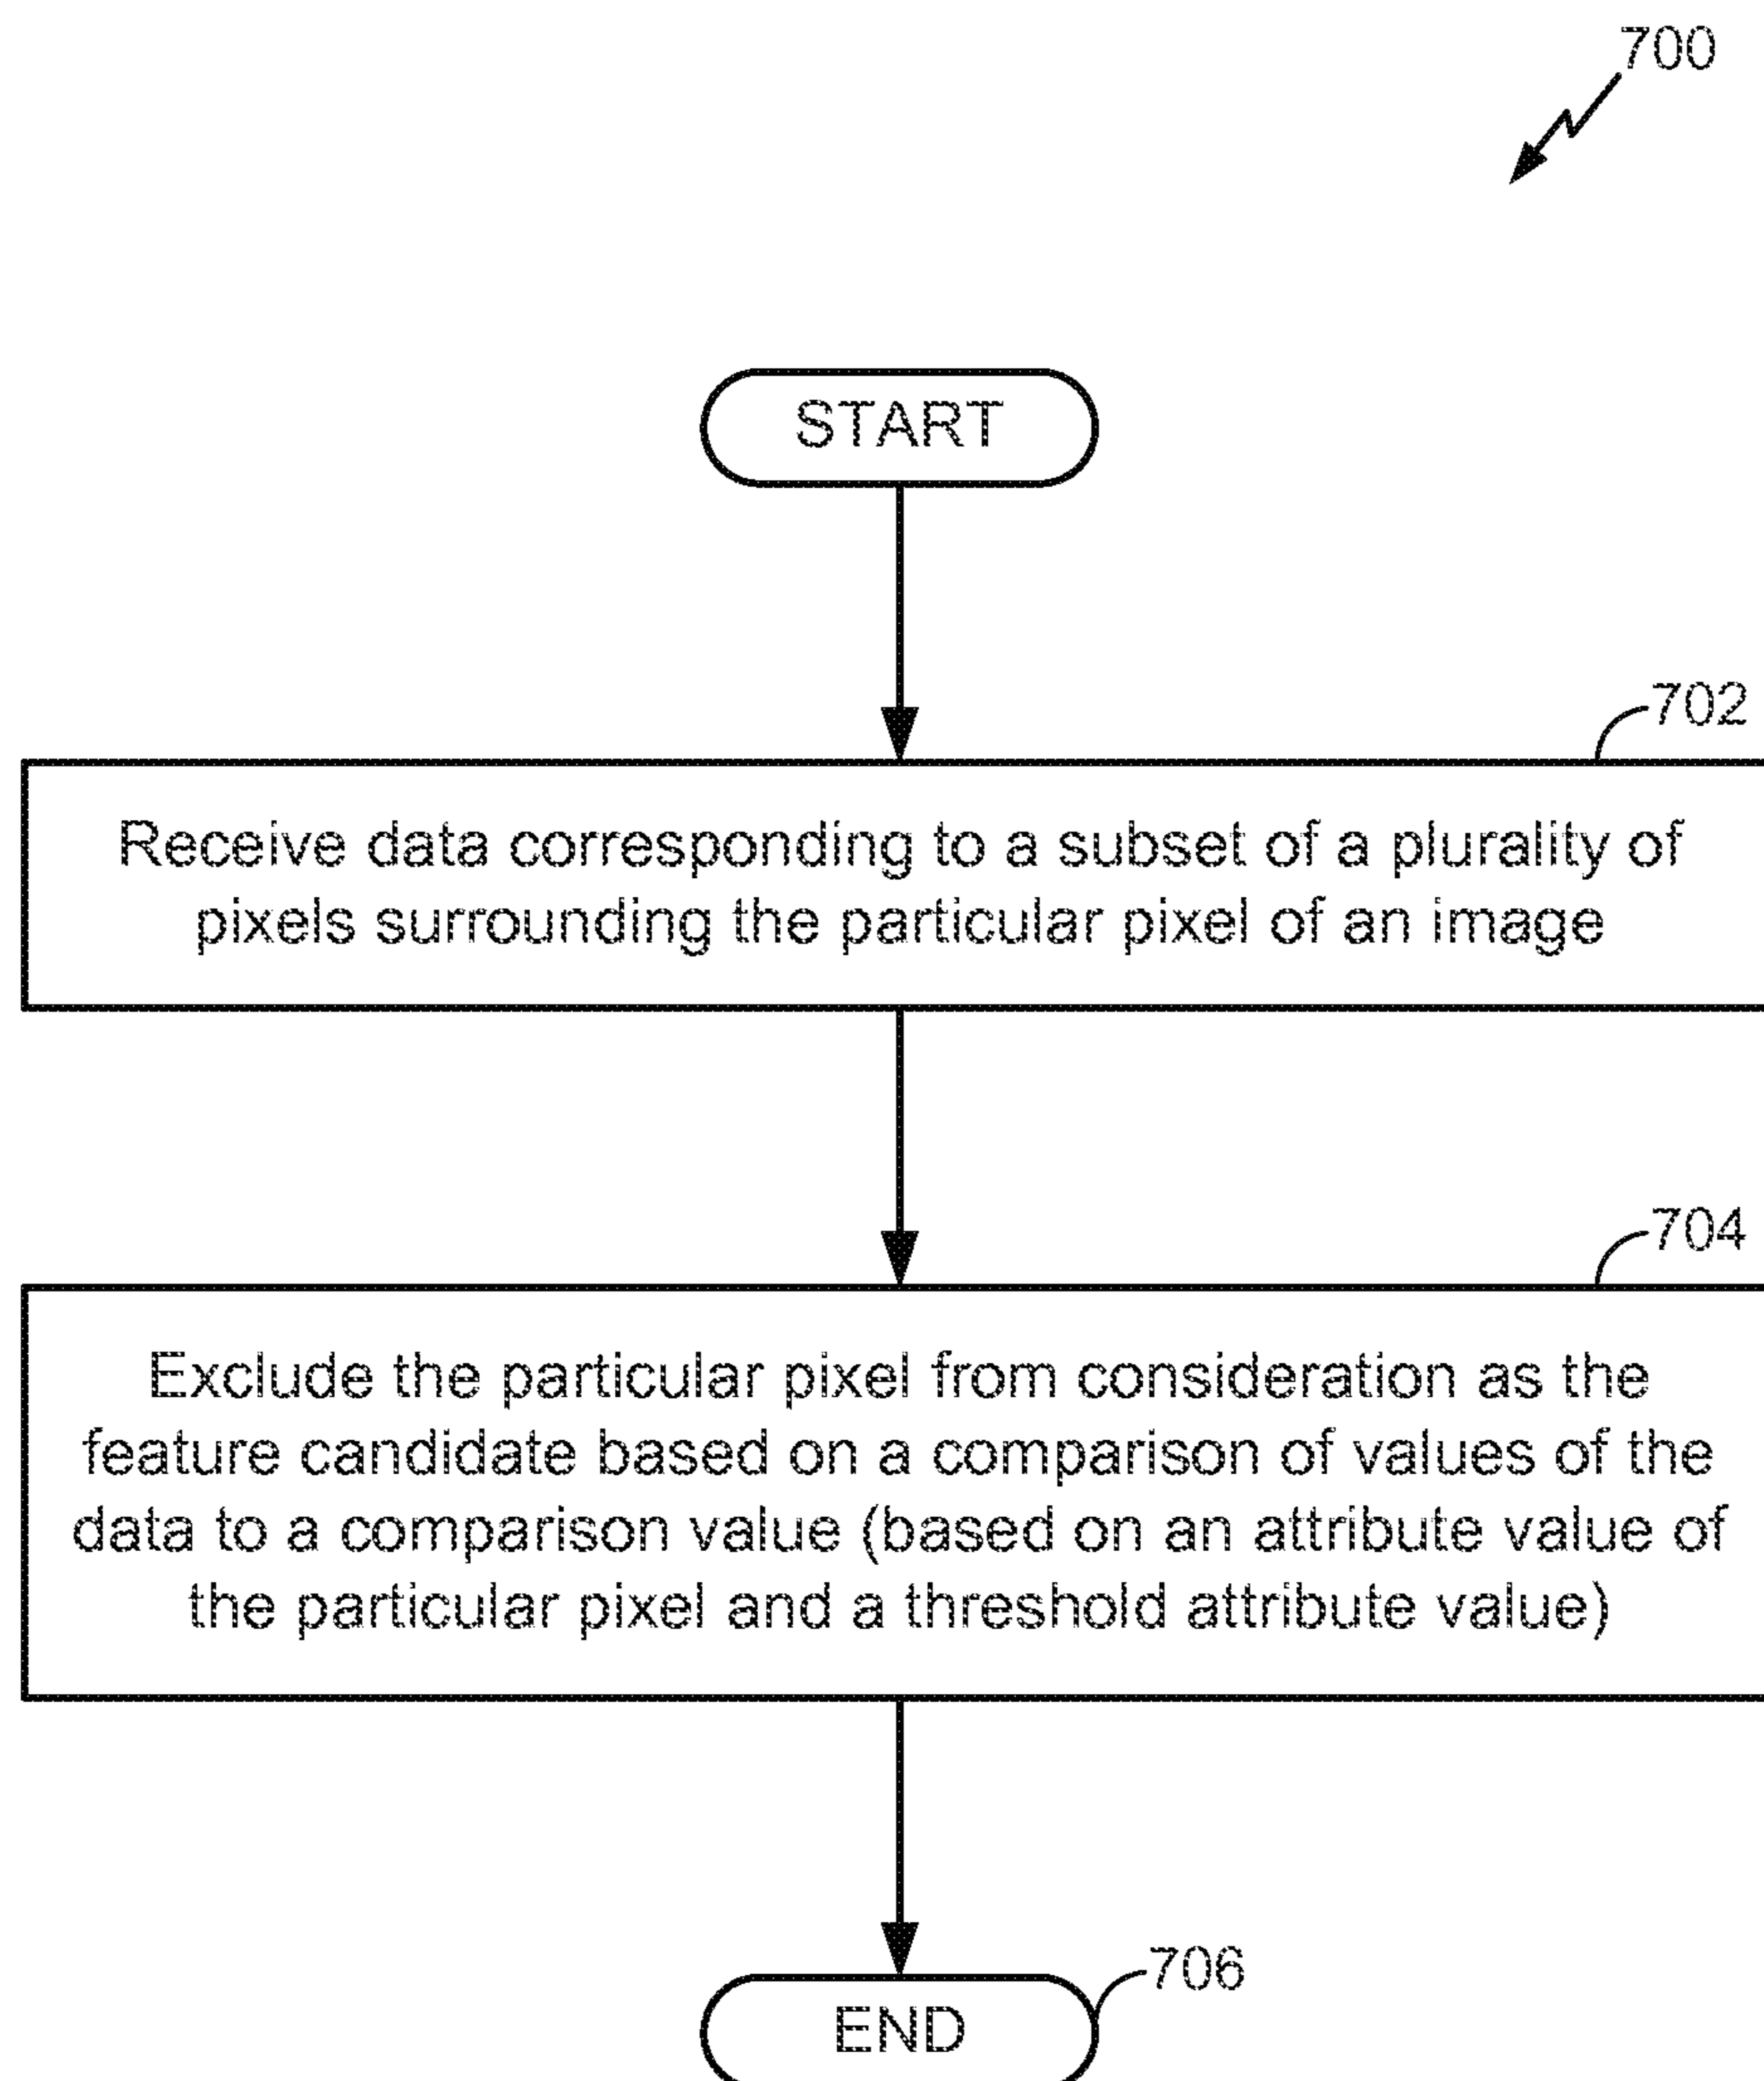 700
START
702
Receive data corresponding to a subset of a plurality of
pixels surrounding the particular pixel of an image
704
Exclude the particular pixel from consideration as the
feature candidate based on a comparison of values of the
data to a comparison value (based on an attribute value of
the particular pixel and a threshold attribute value)
706
END